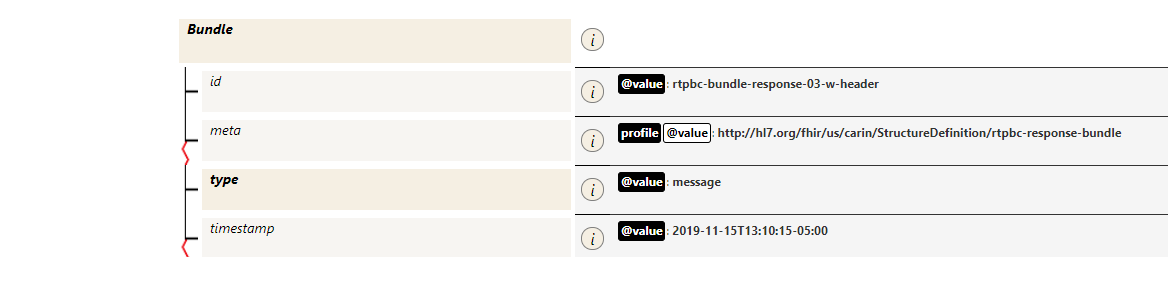 Bundle
i
id
i
@value : rtpbc-bundle-response-03-w-header
meta
i
profile @value : http://hl7.org/fhir/us/carin/StructureDefinition/rtpbc-response-bundle
type
i
@value : message
timestamp
i
@value : 2019-11-15T13:10:15-05:00